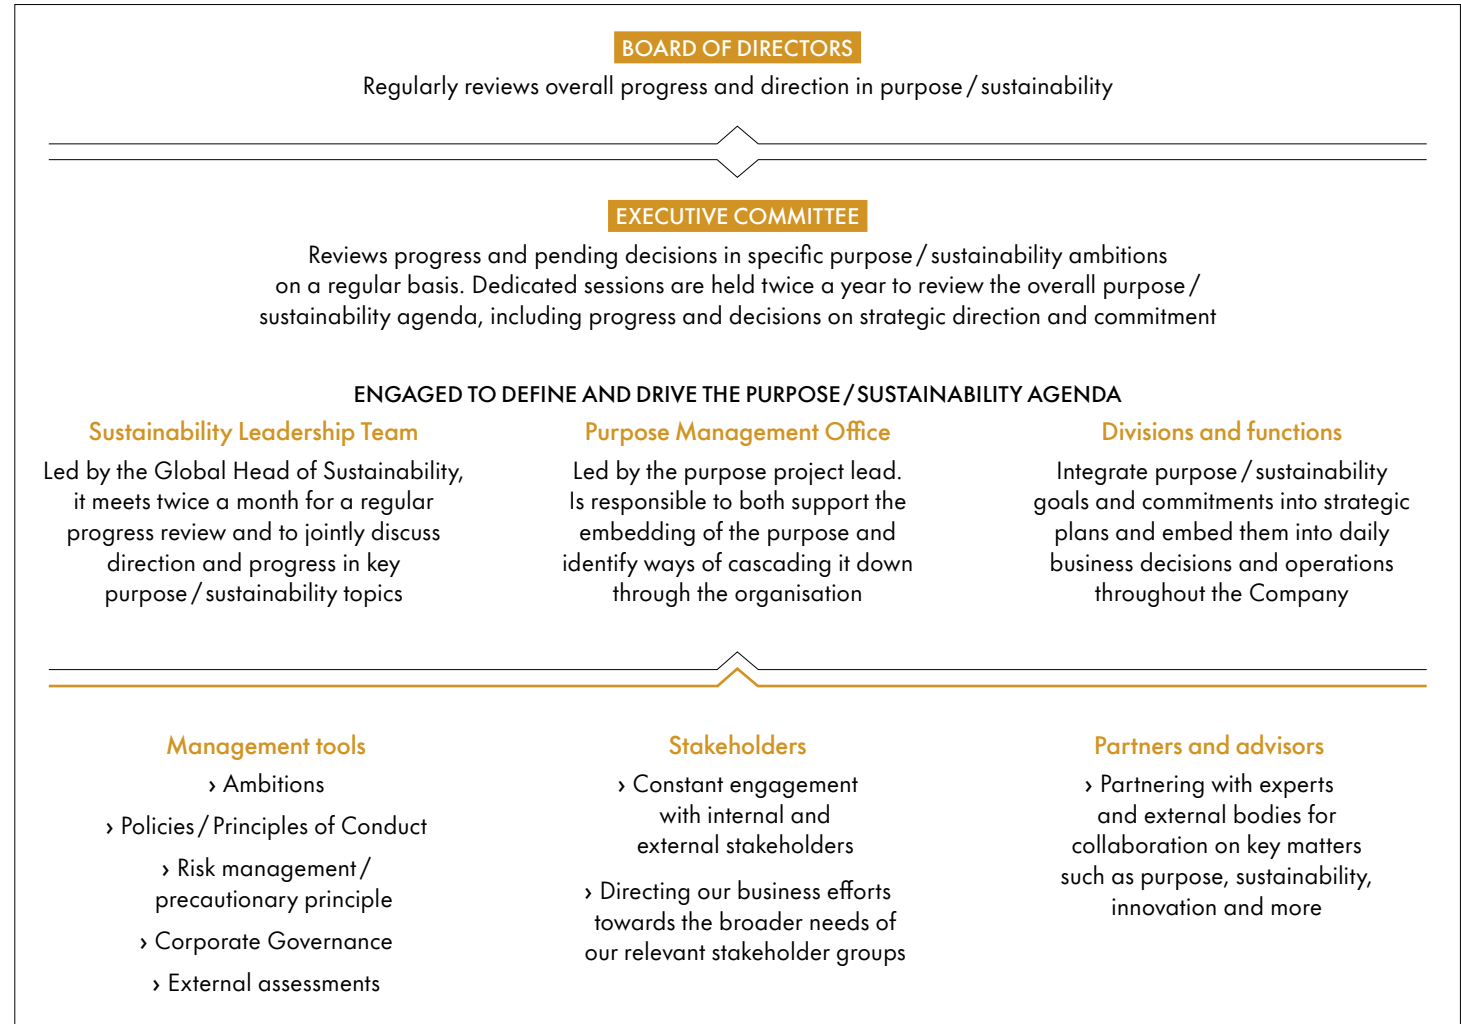 BOARD OF DIRECTORS
Regularly reviews overall progress and direction in purpose / sustainability
EXECUTIVE COMMITTEE
Reviews progress and pending decisions in specific purpose / sustainability ambitions
on a regular basis. Dedicated sessions are held twice a year to review the overall purpose /
sustainability agenda, including progress and decisions on strategic direction and commitment
ENGAGED TO DEFINE AND DRIVE THE PURPOSE / SUSTAINABILITY AGENDA
Sustainability Leadership Team
Led by the Global Head of Sustainability,
it meets twice a month for a regular
progress review and to jointly discuss
direction and progress in key
purpose / sustainability topics
Purpose Management Office
Led by the purpose project lead.
Is responsible to both support the
embedding of the purpose and
identify ways of cascading it down
through the organisation
Divisions and functions
Integrate purpose / sustainability
goals and commitments into strategic
plans and embed them into daily
business decisions and operations
throughout the Company
Management tools
› Ambitions
› Policies / Principles of Conduct
› Risk management /
precautionary principle
› Corporate Governance
› External assessments
Stakeholders
› Constant engagement
with internal and
external stakeholders
› Directing our business efforts
towards the broader needs of
our relevant stakeholder groups
Partners and advisors
› Partnering with experts
and external bodies for
collaboration on key matters
such as purpose, sustainability,
innovation and more